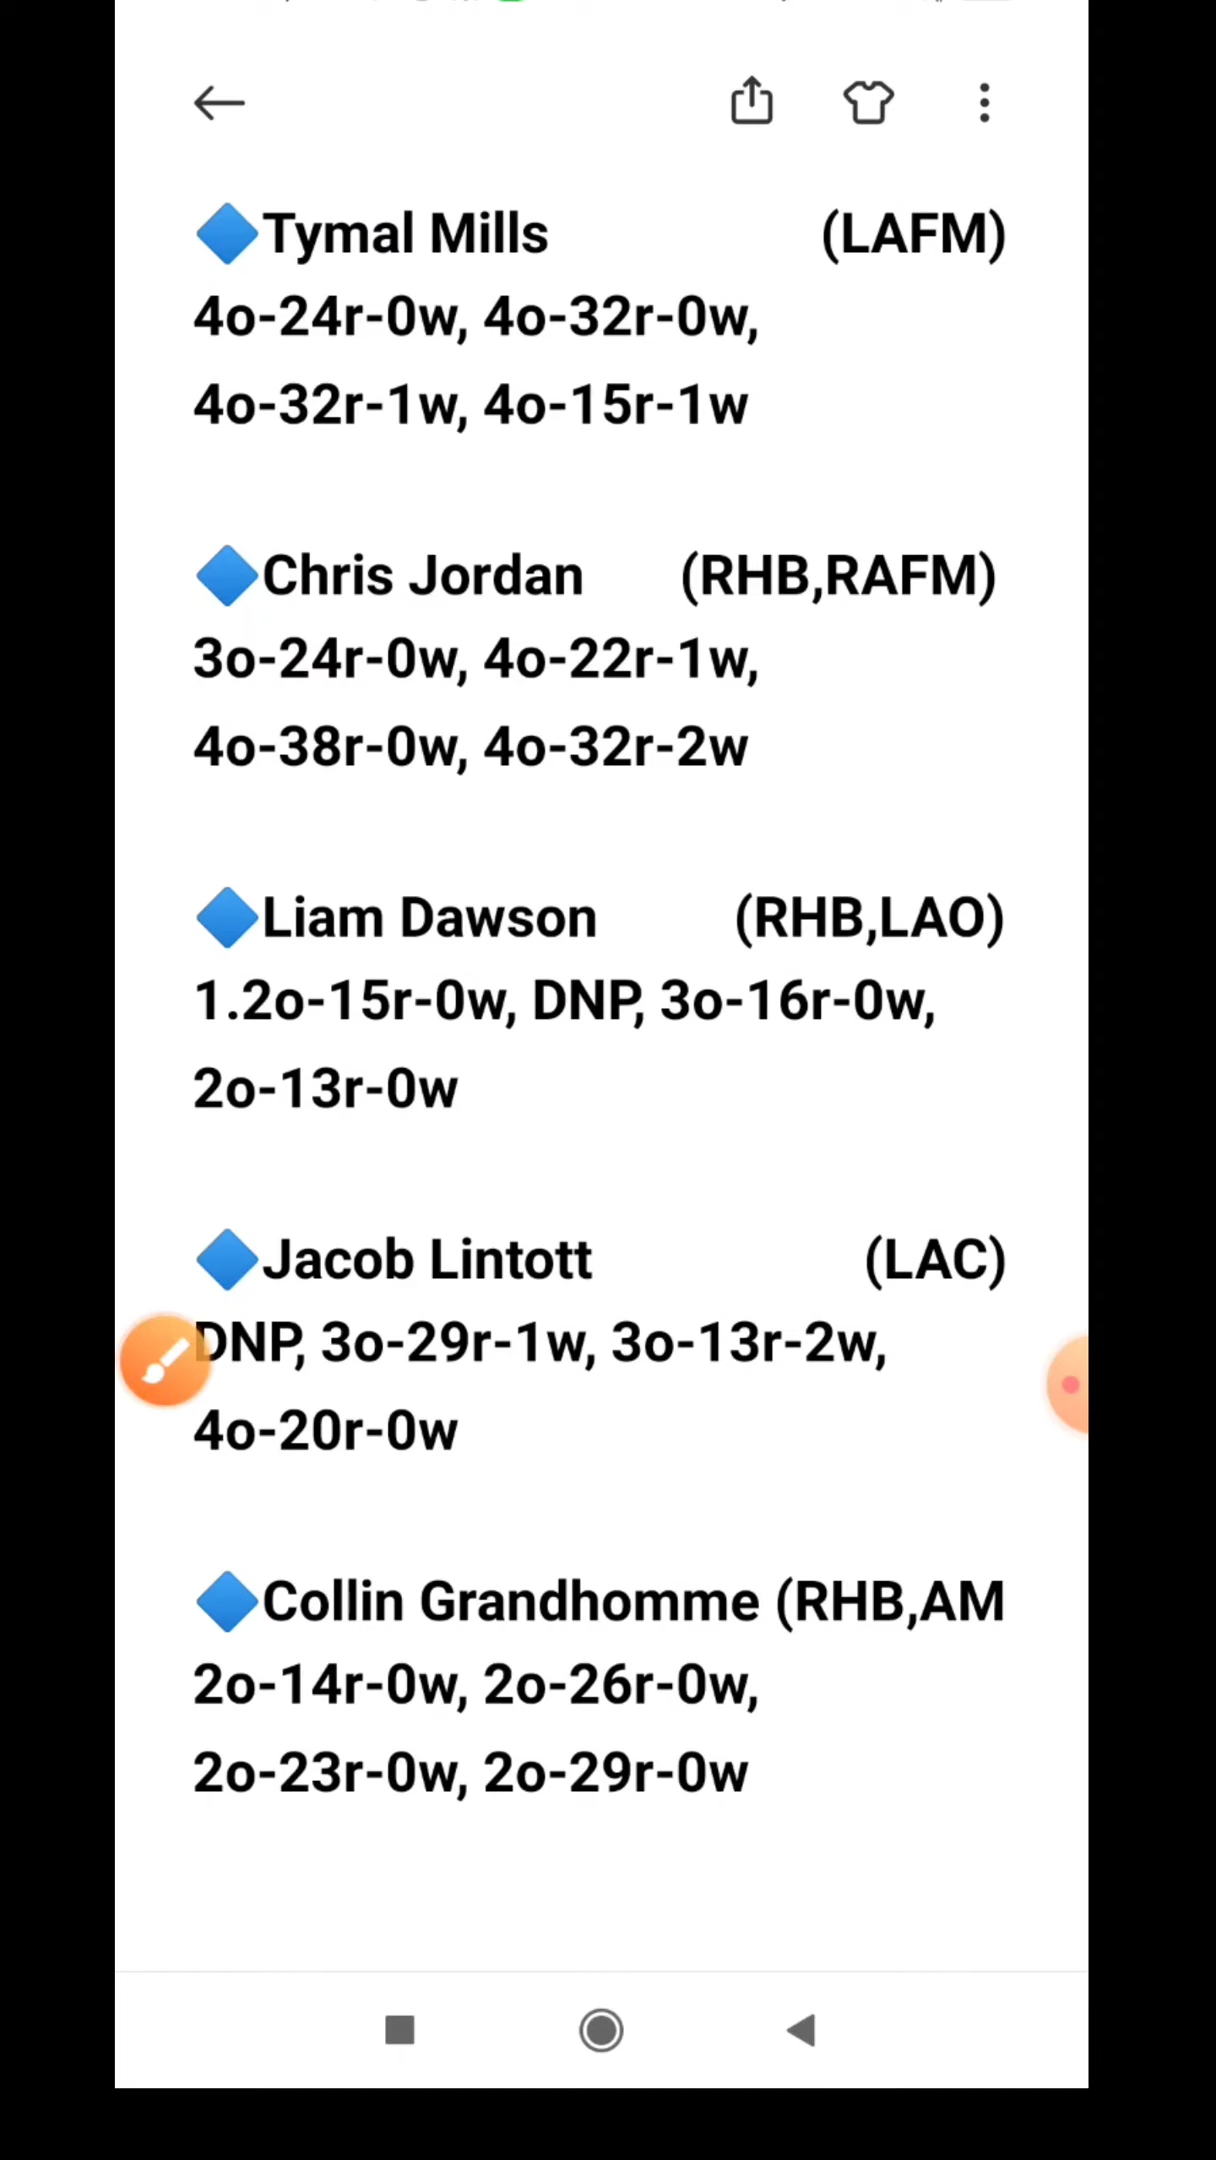 Tymal Mills (LAFM)
4o-24r-0w, 4o-32r-0w,
4o-32r-1w, 4o-15r-1w
Chris Jordan (RHB,RAFM)
3o-24r-0w, 4o-22r-1w,
4o-38r-0w, 4o-32r-2w
Liam Dawson (RHB,LAO)
1.2o-15r-0w, DNP, 3o-16r-0w,
2o-13r-0w
Jacob Lintott (LAC)
DNP, 3o-29r-1w, 3o-13r-2w,
4o-20r-0w
Collin Grandhomme (RHB,AM
2o-14r-0w, 2o-26r-0w,
2o-23r-0w, 2o-29r-0w